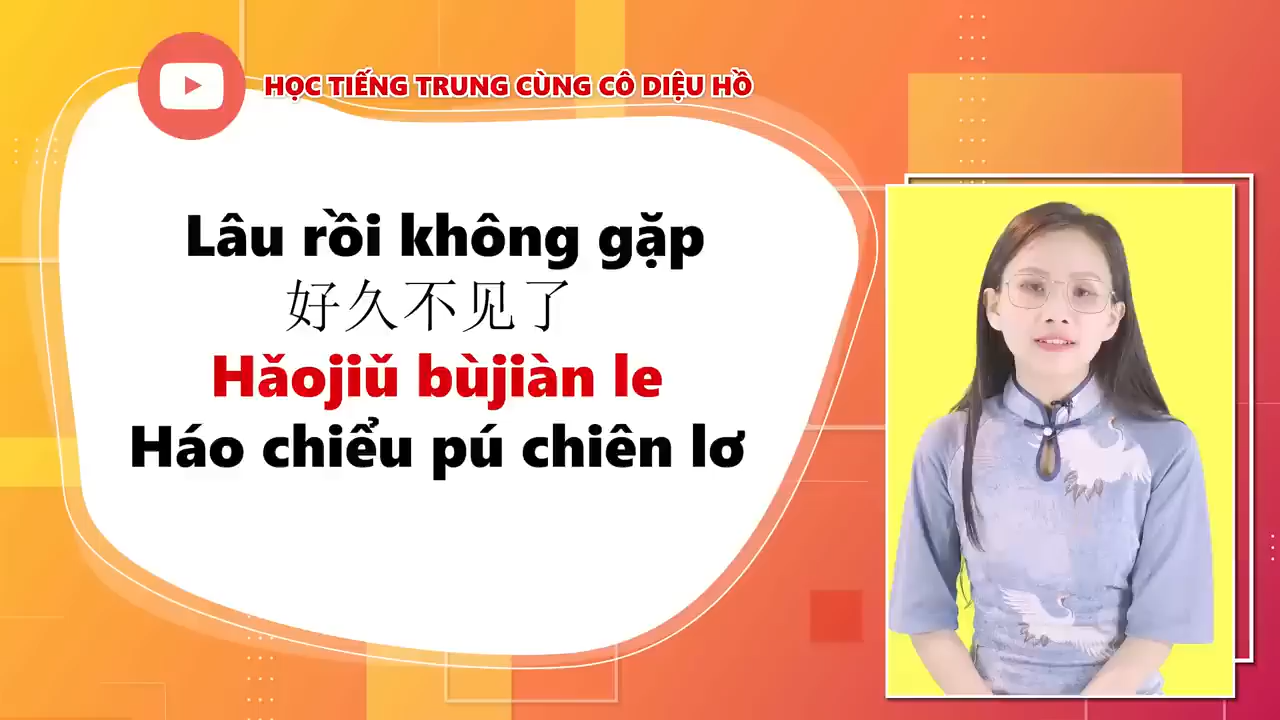 HỌC TIẾNG TRUNG CÙNG CÔ DIỆU HỒ
Lâu rồi không gặp
好久不见了
Hǎojiǔ bùjiàn le
Háo chiểu pú chiên lơ